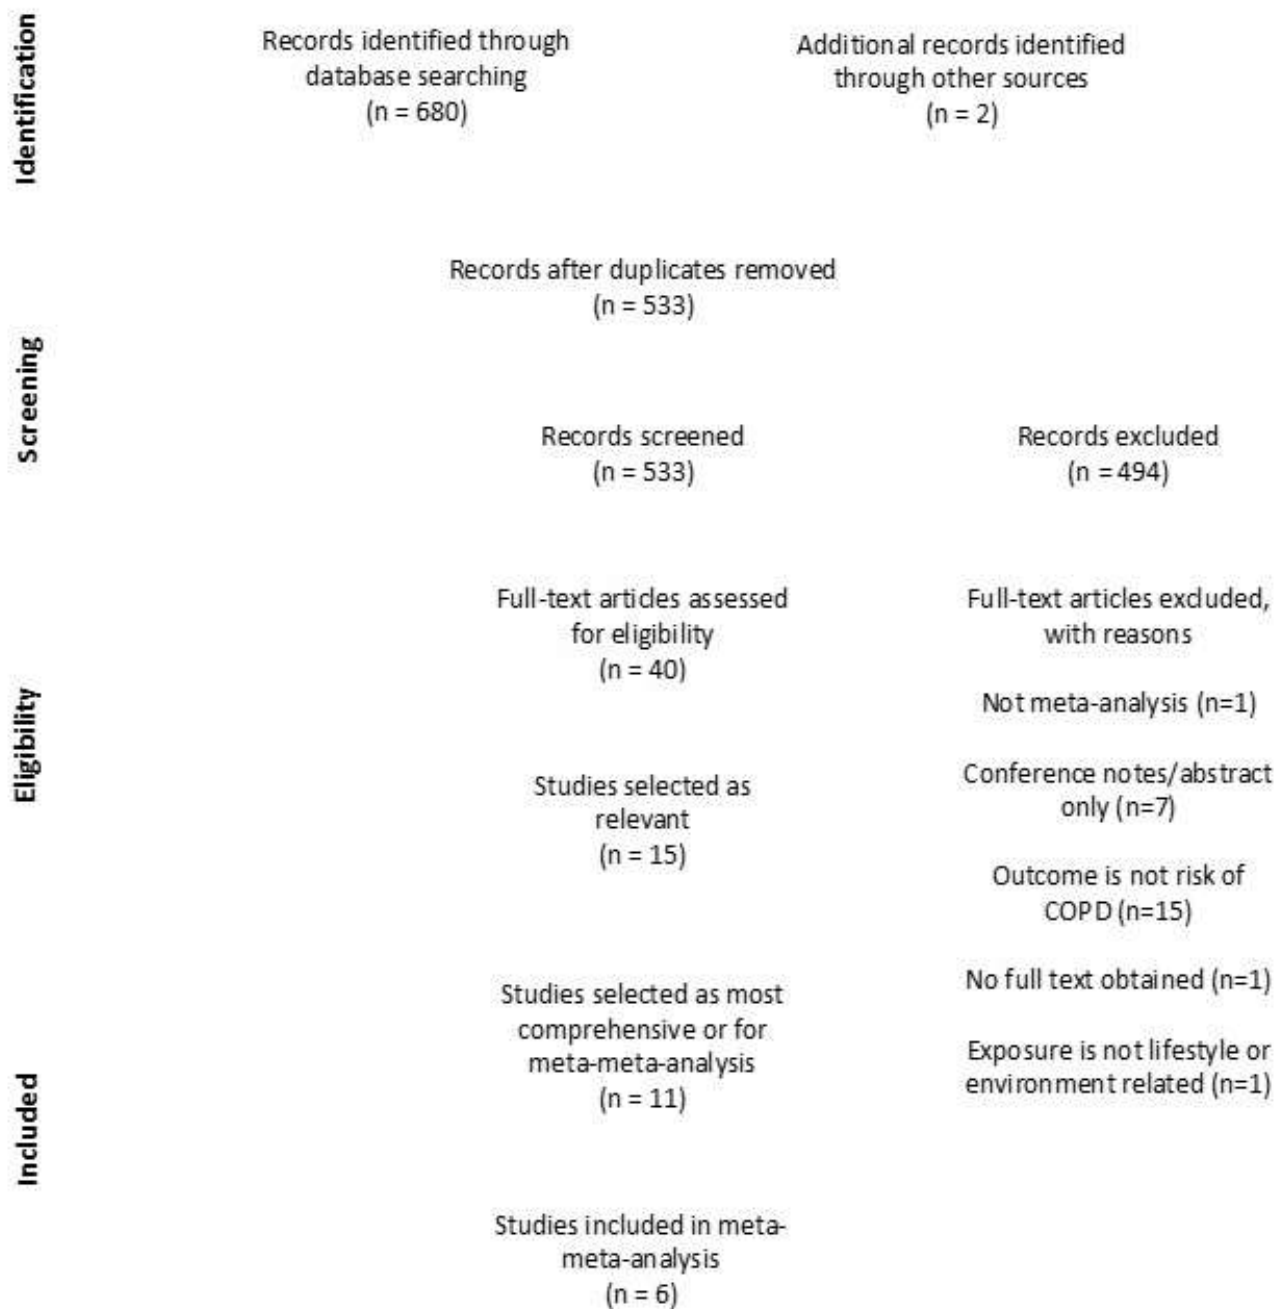 Identification
Records identified through
database searching
(n = 680)
Additional records identified
through other sources
(n = 2)
Records after duplicates removed
(n = 533)
Screening
Records screened
(n = 533)
Records excluded
(n = 494)
Eligibility
Full-text articles assessed
for eligibility
(n = 40)
Full-text articles excluded,
with reasons
Not meta-analysis (n=1)
Conference notes/abstract
only (n=7)
Outcome is not risk of
COPD (n=15)
No full text obtained (n=1)
Exposure is not lifestyle or
environment related (n=1)
Studies selected as
relevant
(n = 15)
Included
Studies selected as most
comprehensive or for
meta-meta-analysis
(n = 11)
Studies included in meta-
meta-analysis
(n = 6)